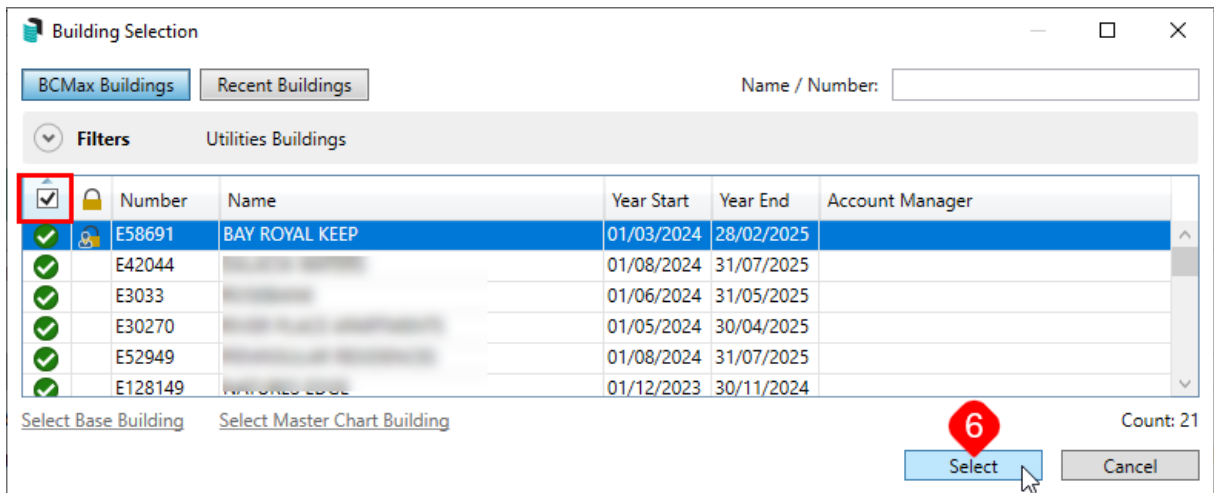 Building Selection
BCMax Buildings Recent Buildings Name / Number:
Filters Utilities Buildings
Number Name Year Start Year End Account Manager
E58691 BAY ROYAL KEEP 01/03/2024 28/02/2025
E42044 01/08/2024 31/07/2025
E3033 01/06/2024 31/05/2025
E30270 01/05/2024 30/04/2025
E52949 01/08/2024 31/07/2025
E128149 01/12/2023 30/11/2024
Select Base Building Select Master Chart Building Count: 21
6
Select Cancel